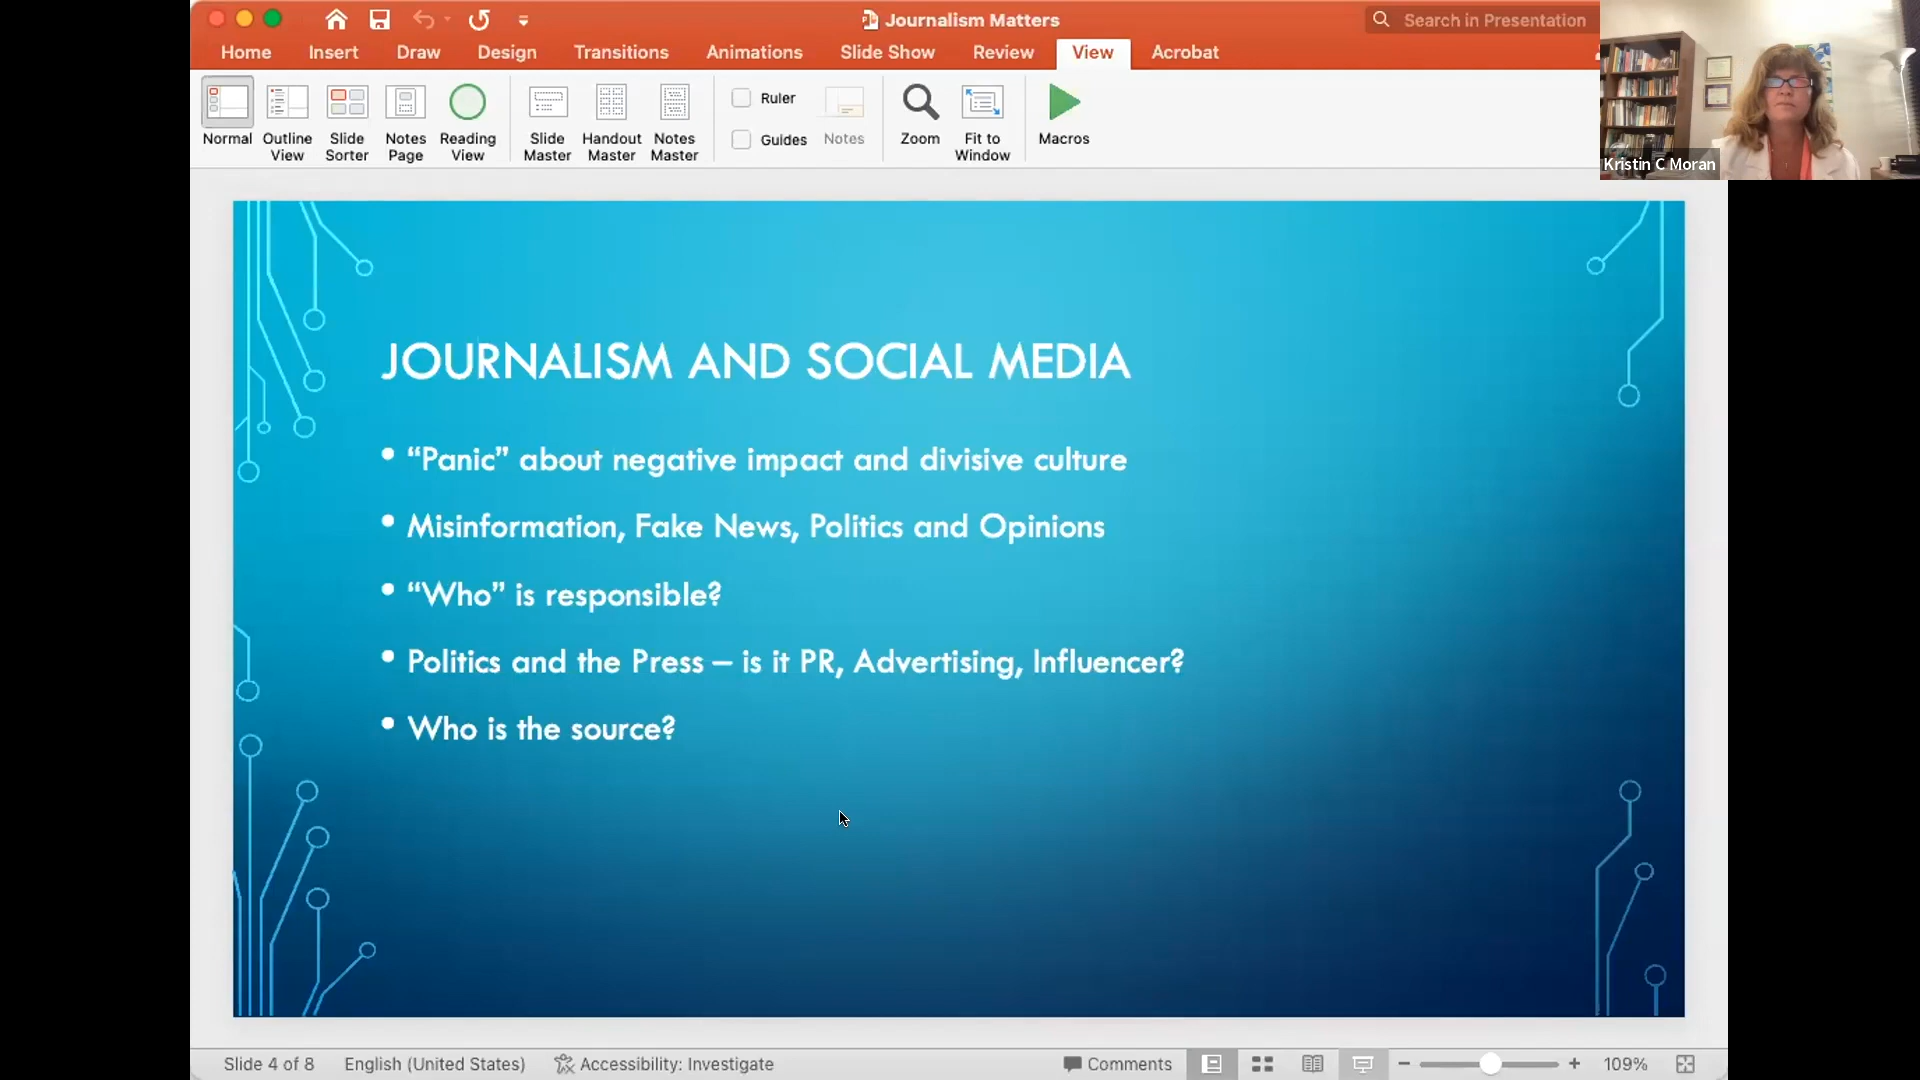 Journalism Matters
Search in Presentation
Home Insert Draw Design Transitions Animations Slide Show Review View Acrobat
Normal Outline View Slide Sorter Notes Page Reading View Slide Master Handout Master Notes Master Ruler Guides Notes Zoom Fit to Window Macros
Kristin C Moran
JOURNALISM AND SOCIAL MEDIA
• “Panic” about negative impact and divisive culture
• Misinformation, Fake News, Politics and Opinions
• “Who” is responsible?
• Politics and the Press – is it PR, Advertising, Influencer?
• Who is the source?
Slide 4 of 8 English (United States) Accessibility: Investigate Comments 109%